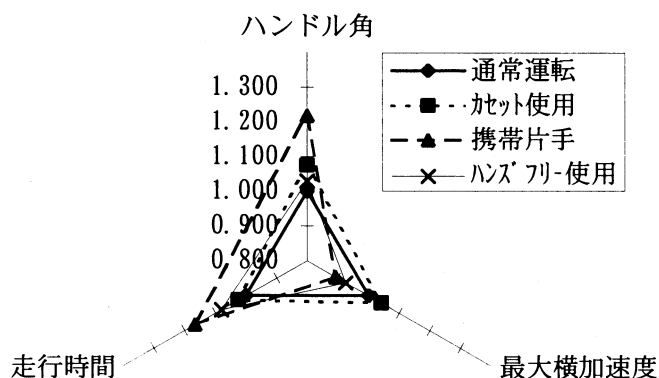 ハンドル角
1.300
1.200
1.100
1.000
0.900
0.800
通常運転
ｶｾｯﾄ使用
携帯片手
ﾊﾝｽﾞﾌﾘｰ使用
走行時間
最大横加速度